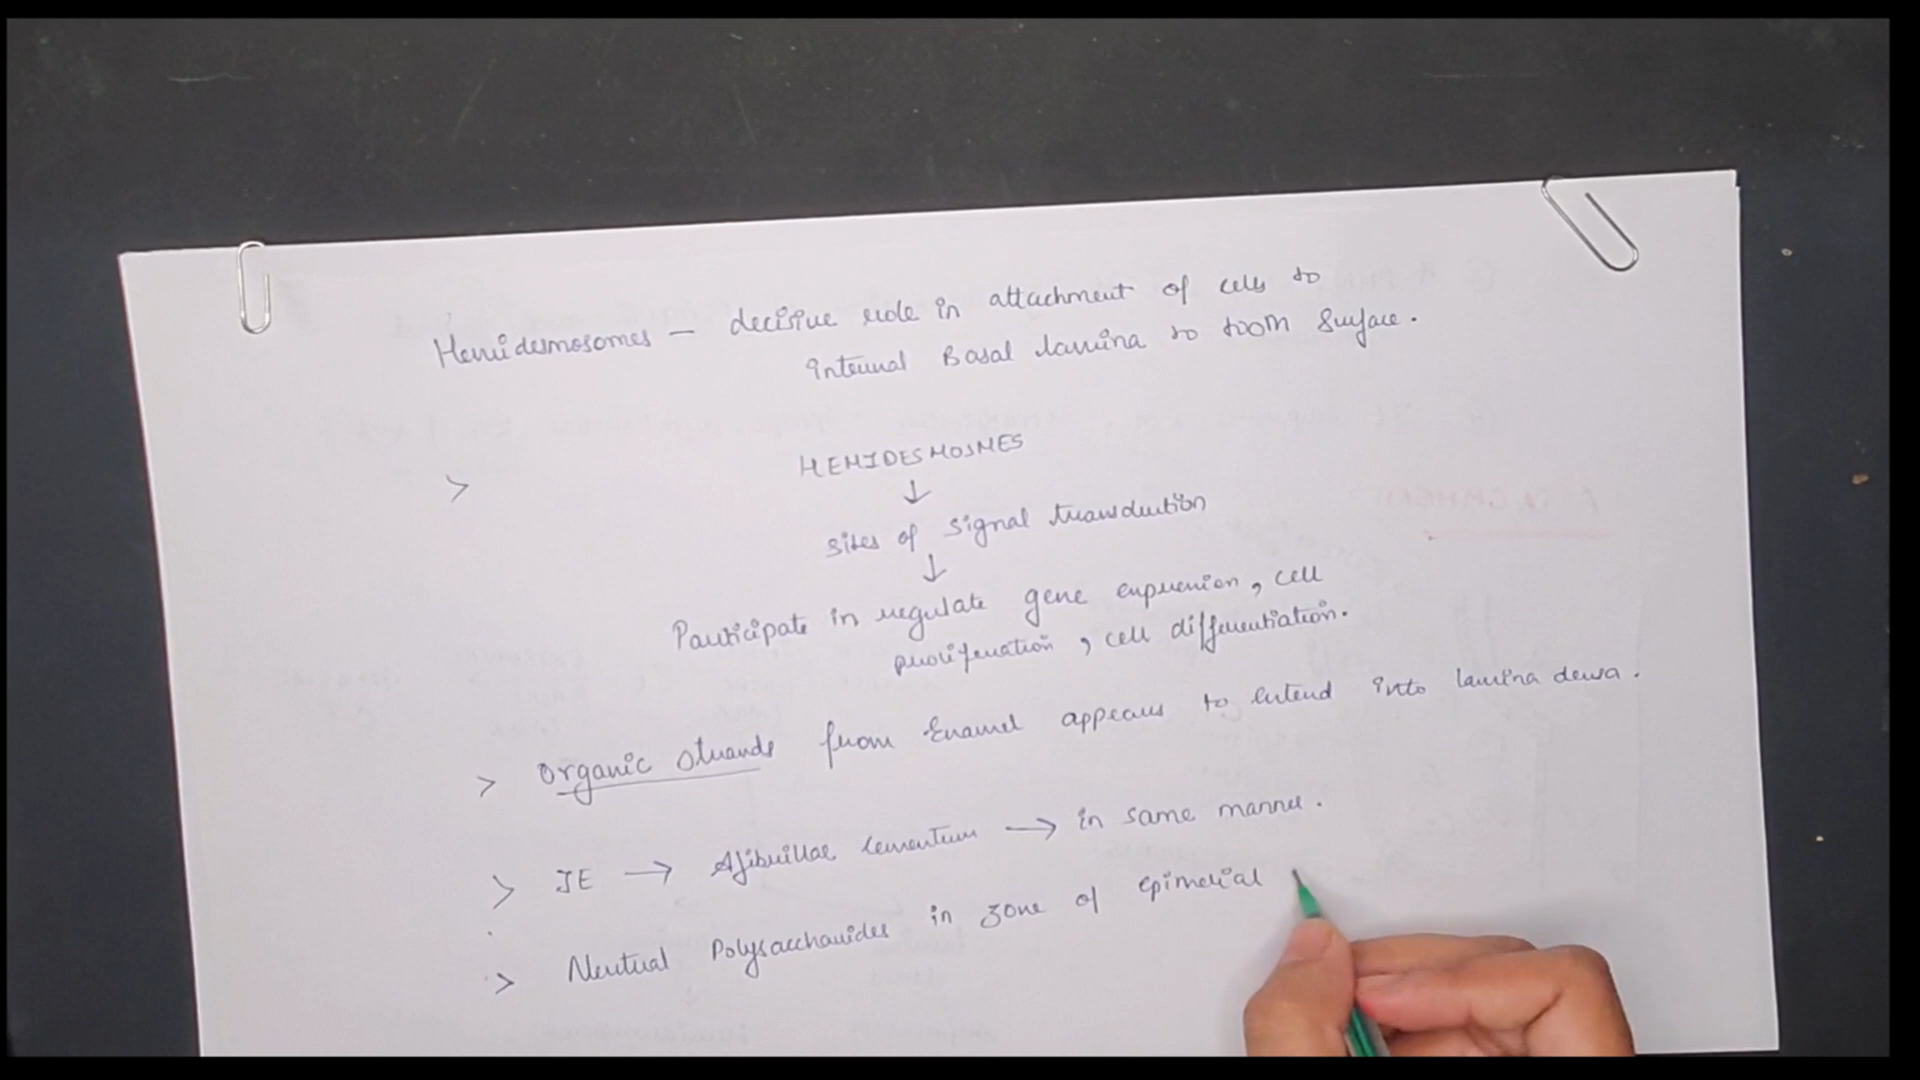 Hemidesmosomes - decisive role in attachment of cells to
internal Basal lamina to tooth surface.
> HEMIDESMOSMES
↓
sites of signal transduction
↓
Participate in regulate gene expression, cell
proliferation, cell differentiation.
> Organic strands from Enamel appears to extend into lamina densa.
> JE → Afibrillar cementum → in same manner.
> Neutral Polysaccharides in zone of epithelial